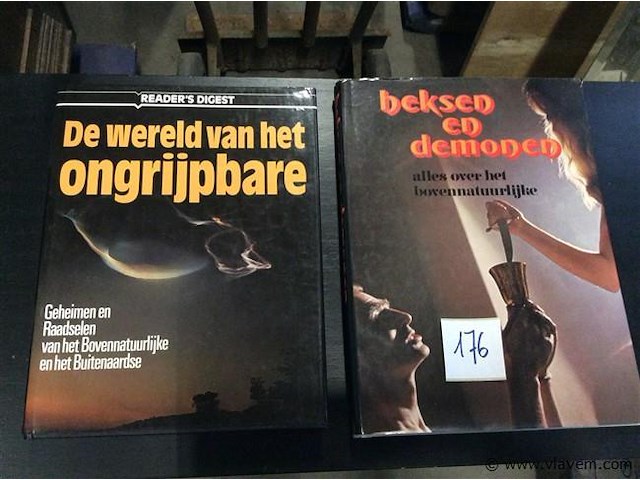 READER'S DIGEST
De wereld van het
ongrijpbare
Geheimen en
Raadselen
van het Bovennatuurlijke
en het Buitenaardse
heksen
en
demonen
alles over het
bovennatuurlijke
176
© www.vlavem.com